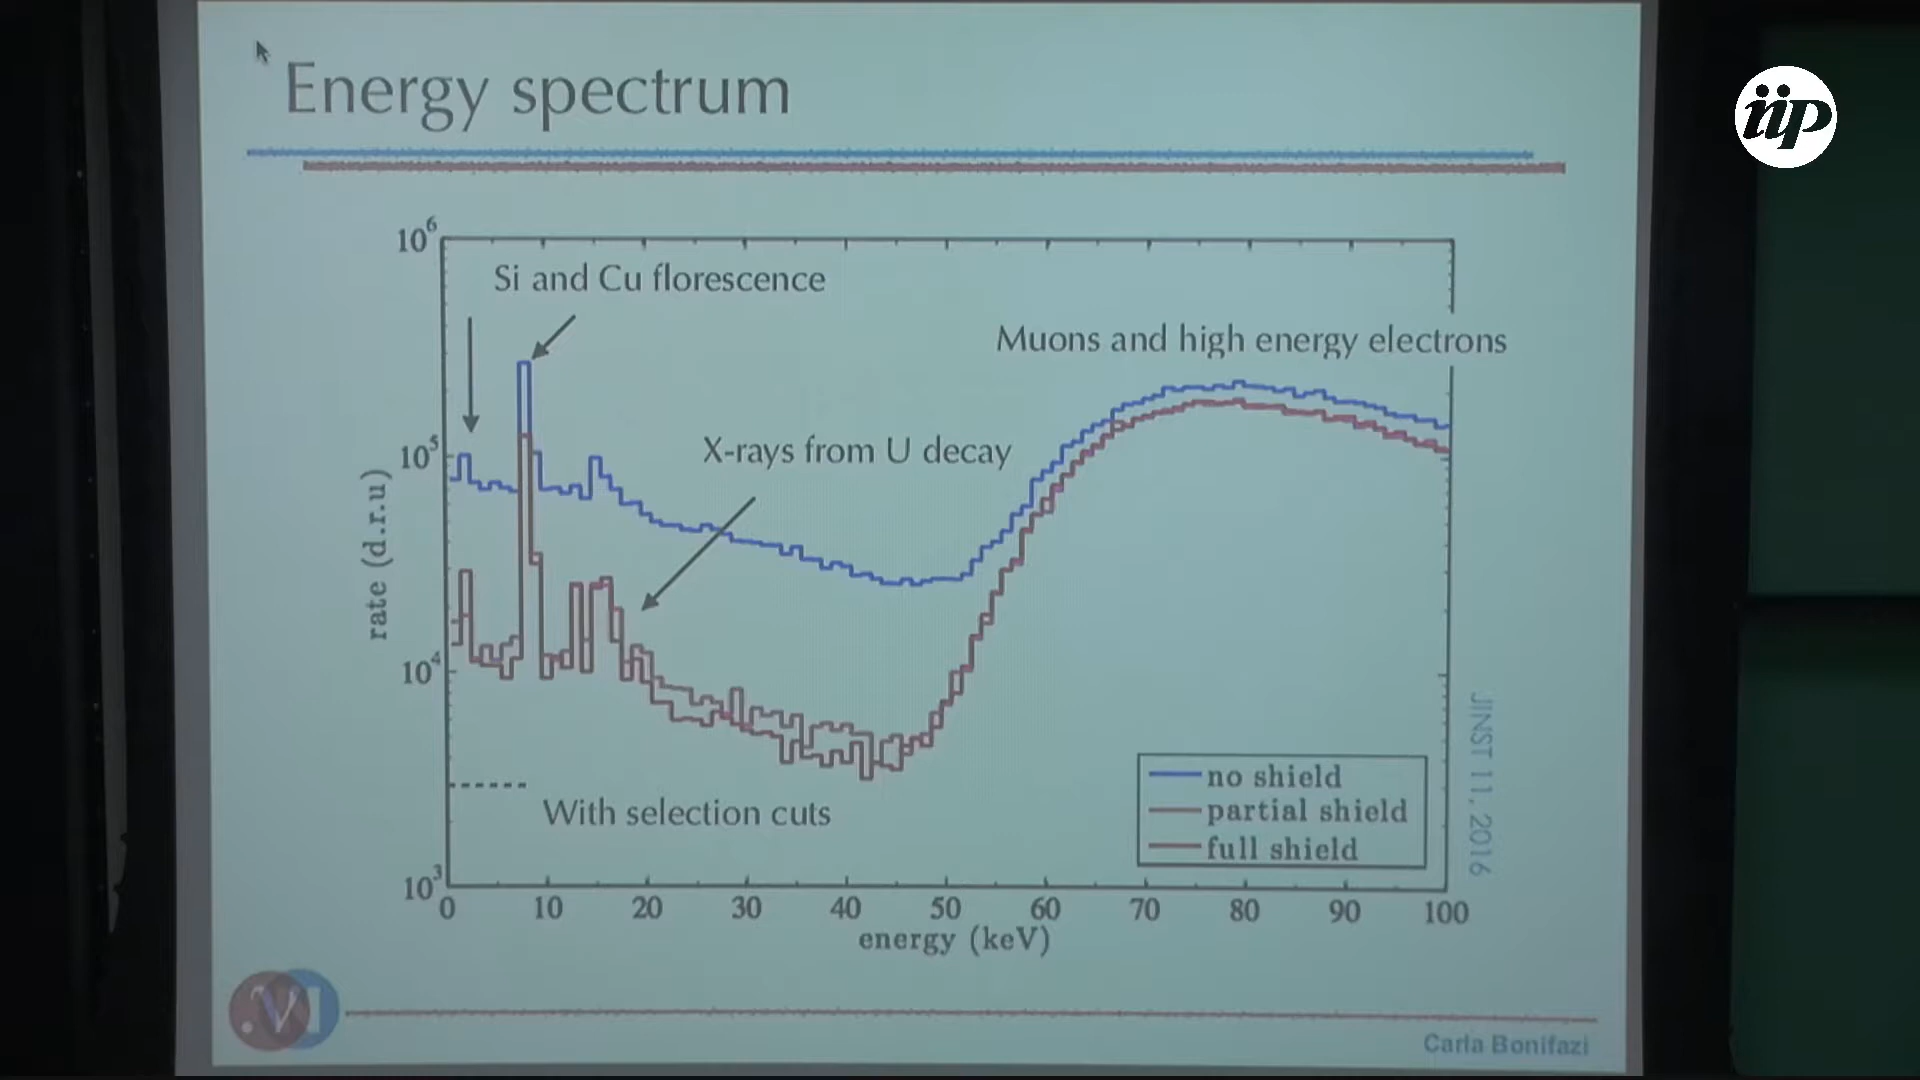 Energy spectrum
iip
10^6
Si and Cu florescence
Muons and high energy electrons
X-rays from U decay
10^5
rate (d.r.u)
10^4
With selection cuts
no shield
partial shield
full shield
JINST 11, 2016
10^3
0 10 20 30 40 50 60 70 80 90 100
energy (keV)
Carla Bonifazi